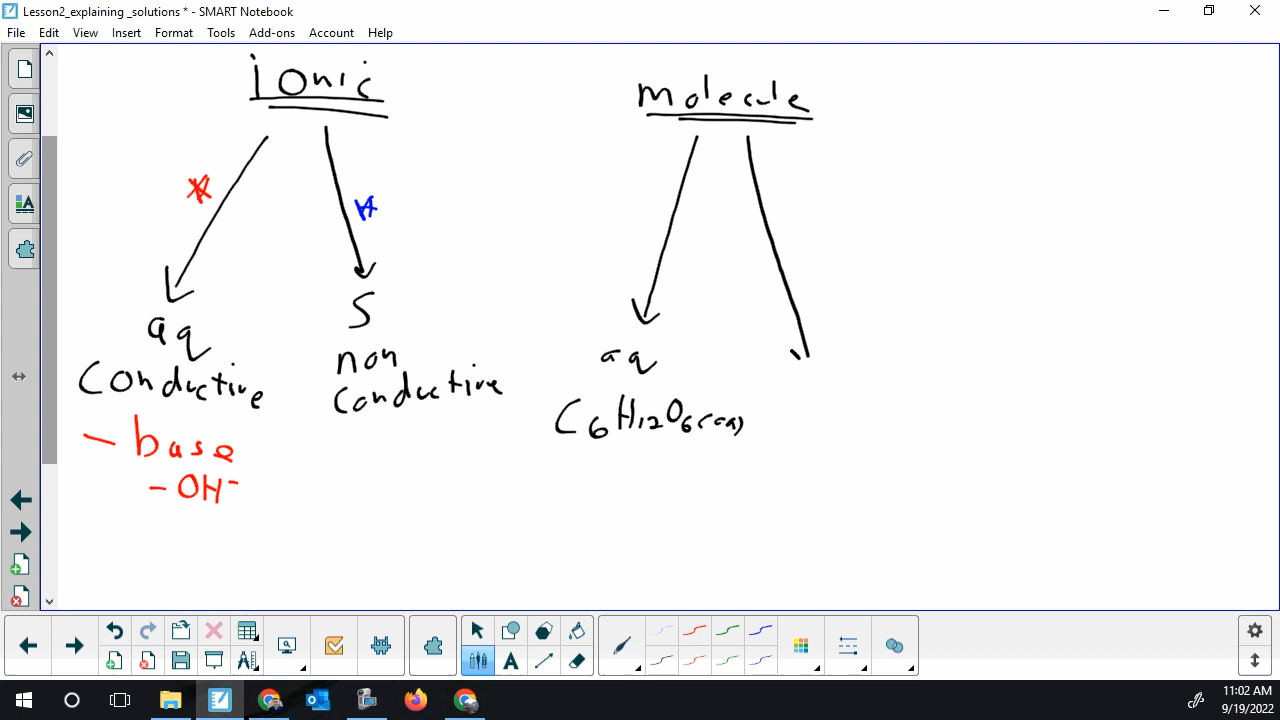 Lesson2_explaining _solutions * - SMART Notebook
File Edit View Insert Format Tools Add-ons Account Help
ionic
molecule
aq
conductive
- base
- OH⁻
S
non
conductive
aq
C₆H₁₂O₆(aq)
11:02 AM
9/19/2022